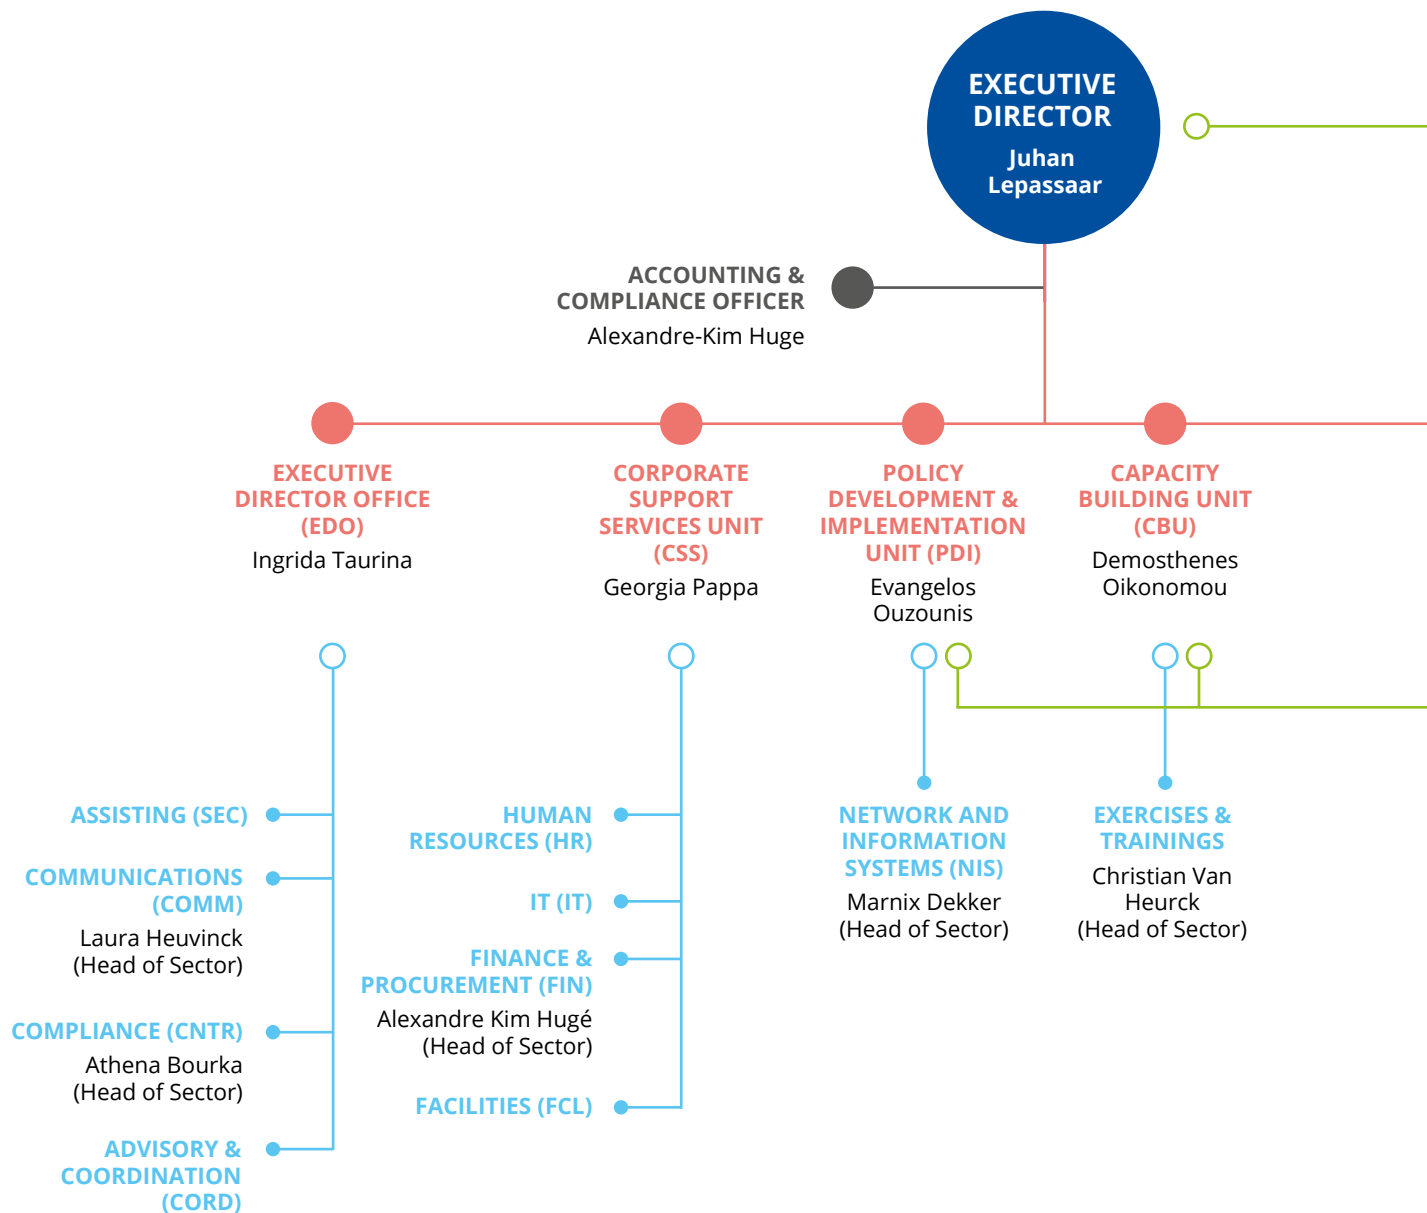 EXECUTIVE
DIRECTOR
Juhan
Lepassaar
ACCOUNTING &
COMPLIANCE OFFICER
Alexandre-Kim Huge
EXECUTIVE
DIRECTOR OFFICE
(EDO)
Ingrida Taurina
CORPORATE
SUPPORT
SERVICES UNIT
(CSS)
Georgia Pappa
POLICY
DEVELOPMENT &
IMPLEMENTATION
UNIT (PDI)
Evangelos
Ouzounis
CAPACITY
BUILDING UNIT
(CBU)
Demosthenes
Oikonomou
ASSISTING (SEC)
COMMUNICATIONS
(COMM)
Laura Heuvinck
(Head of Sector)
COMPLIANCE (CNTR)
Athena Bourka
(Head of Sector)
ADVISORY &
COORDINATION
(CORD)
HUMAN
RESOURCES (HR)
IT (IT)
FINANCE &
PROCUREMENT (FIN)
Alexandre Kim Hugé
(Head of Sector)
FACILITIES (FCL)
NETWORK AND
INFORMATION
SYSTEMS (NIS)
Marnix Dekker
(Head of Sector)
EXERCISES &
TRAININGS
Christian Van
Heurck
(Head of Sector)